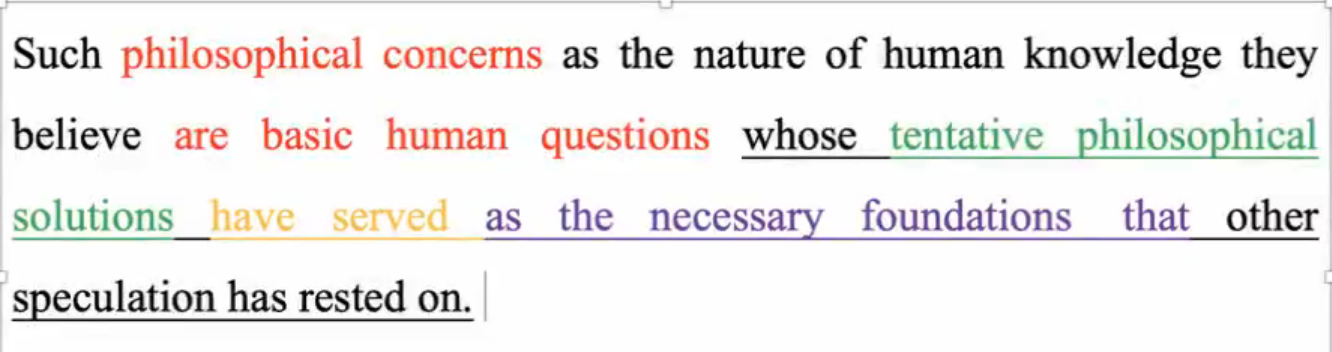 Such philosophical concerns as the nature of human knowledge they
believe are basic human questions whose tentative philosophical
solutions have served as the necessary foundations that other
speculation has rested on.